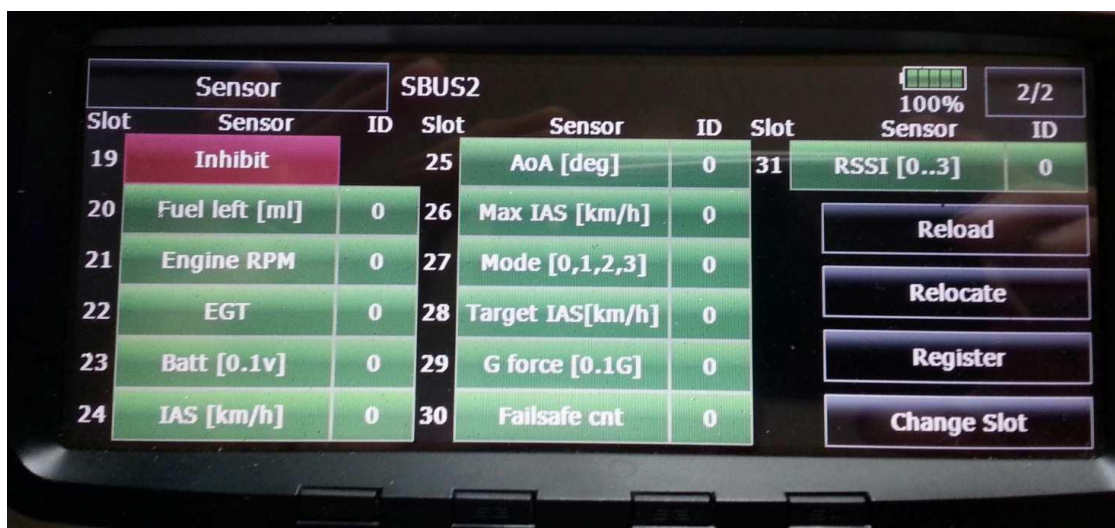 Sensor SBUS2 100% 2/2
Slot Sensor ID Slot Sensor ID Slot Sensor ID
19 Inhibit 25 AoA [deg] 0 31 RSSI [0..3] 0
20 Fuel left [ml] 0 26 Max IAS [km/h] 0 Reload
21 Engine RPM 0 27 Mode [0,1,2,3] 0
22 EGT 0 28 Target IAS[km/h] 0 Relocate
23 Batt [0.1v] 0 29 G force [0.1G] 0 Register
24 IAS [km/h] 0 30 Failsafe cnt 0 Change Slot